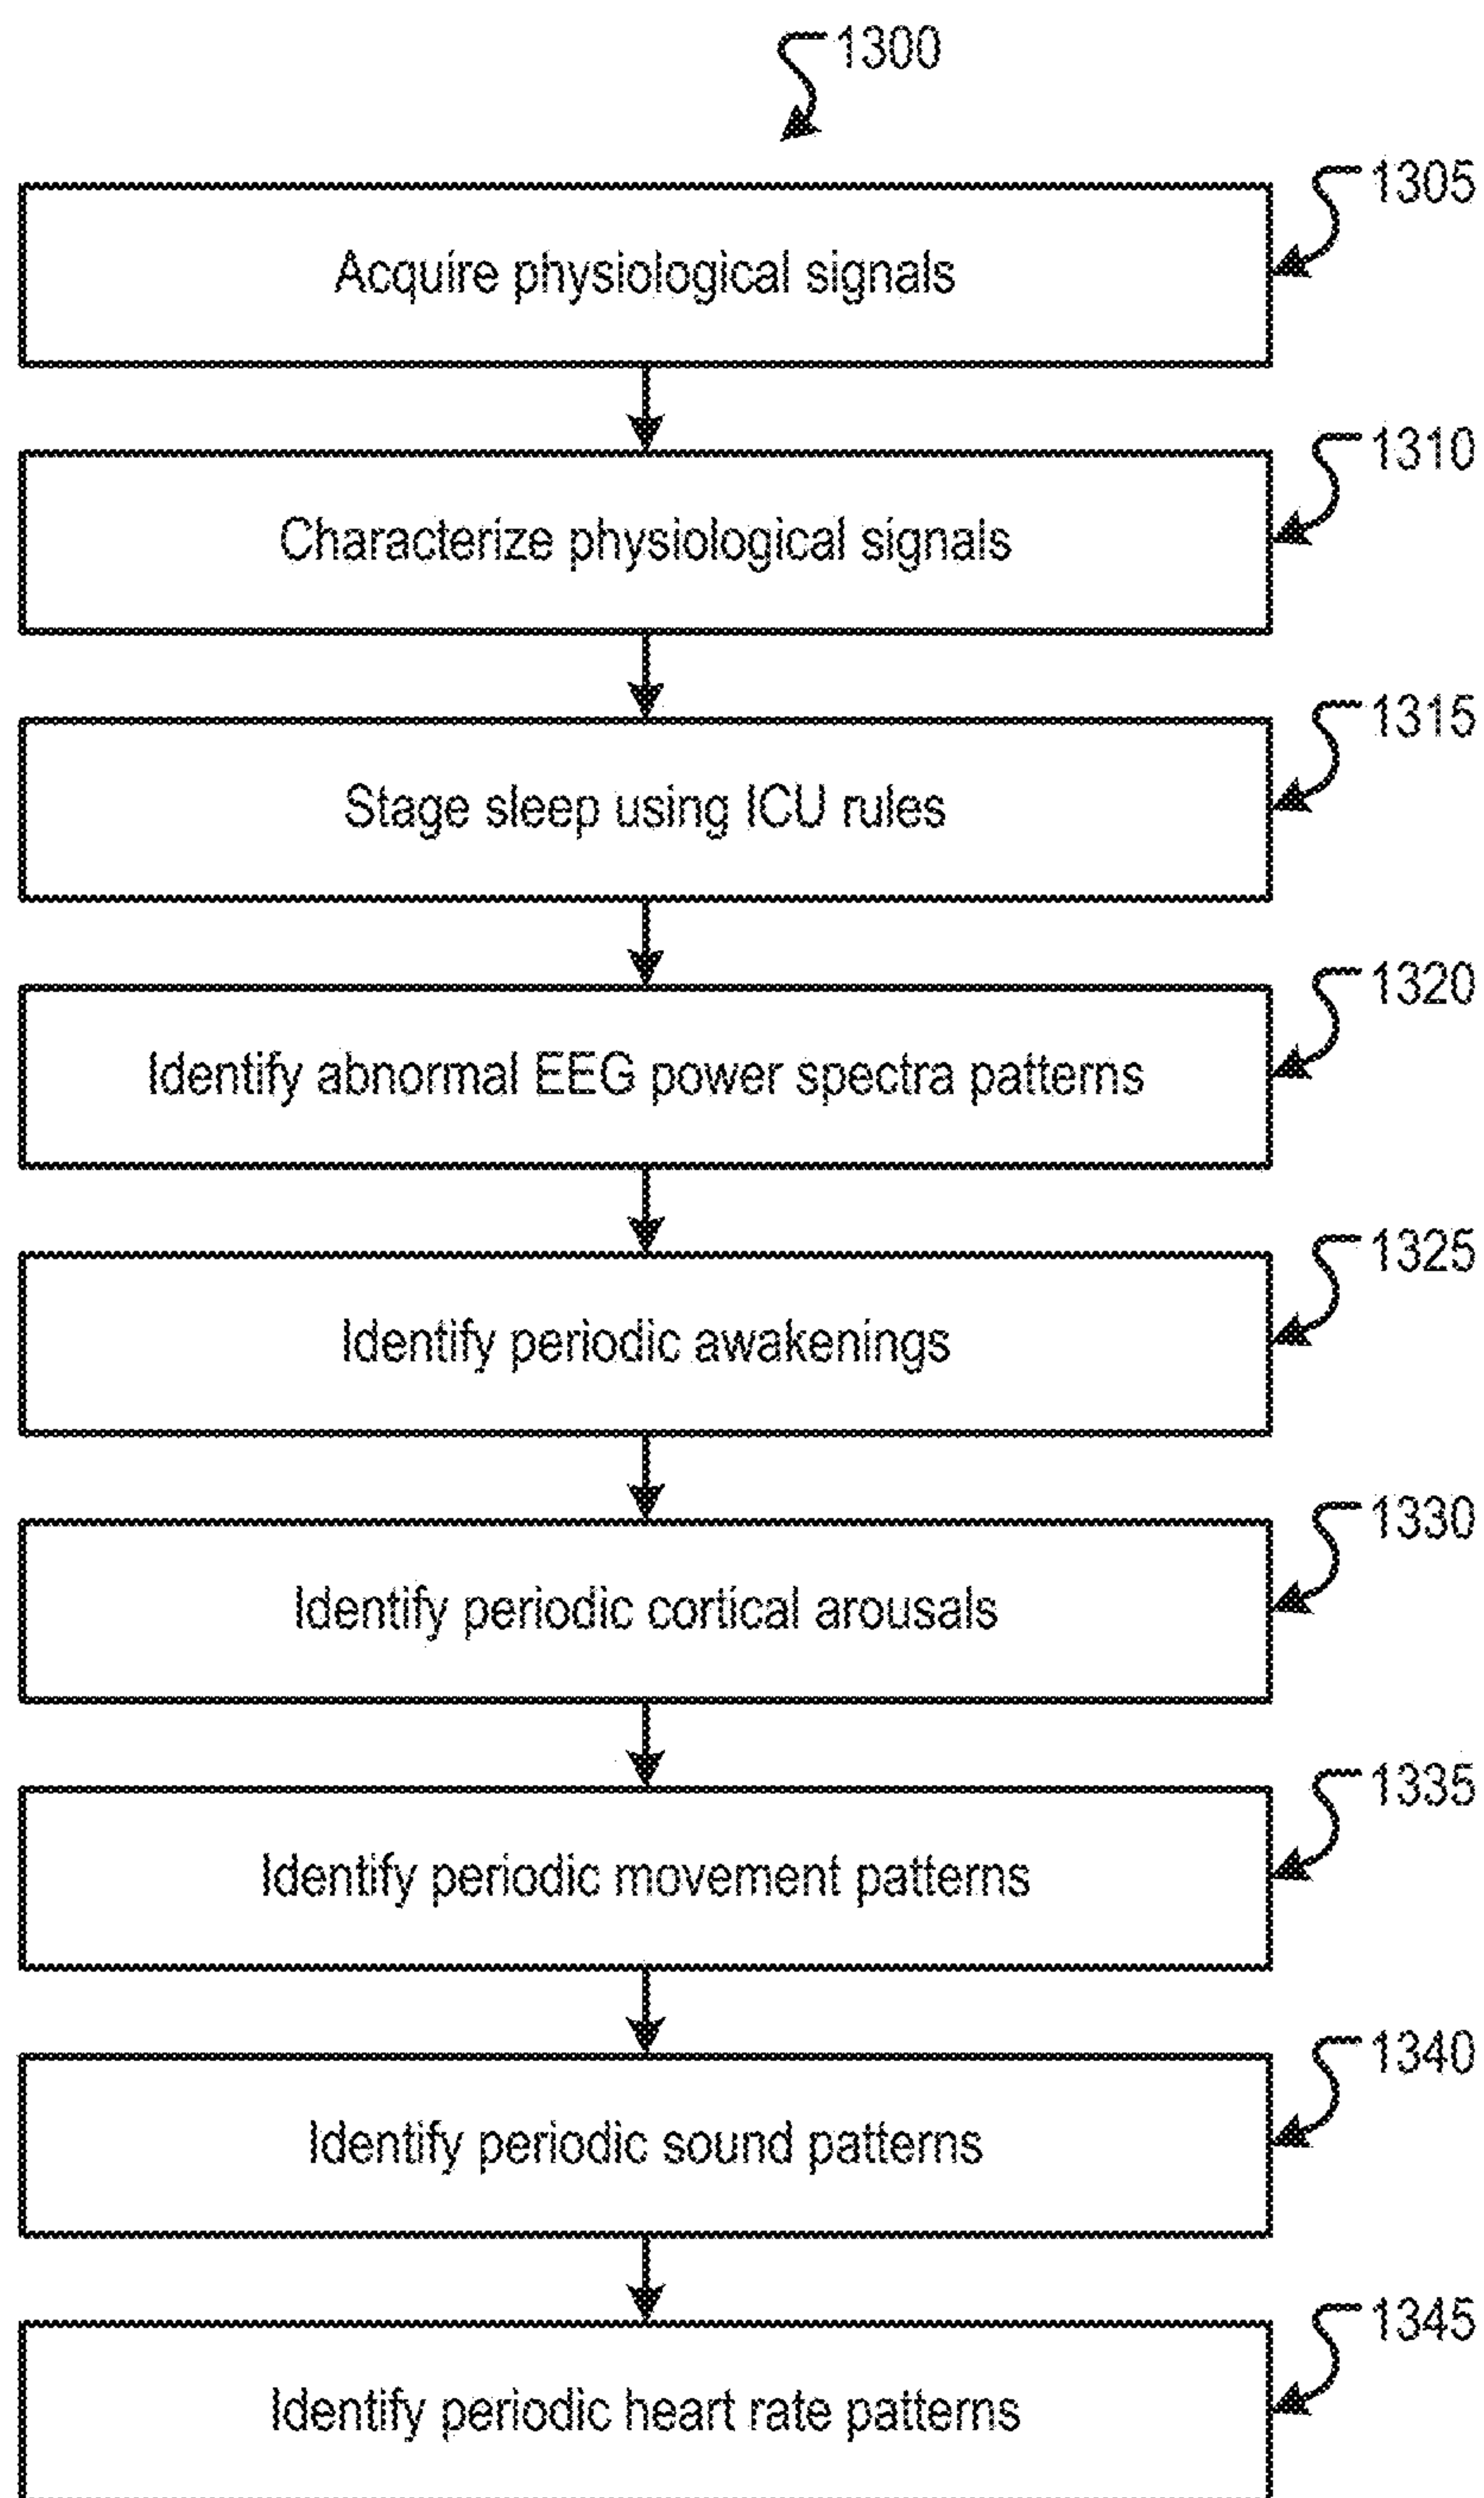 1300
1305
Acquire physiological signals
1310
Characterize physiological signals
1315
Stage sleep using ICU rules
1320
Identify abnormal EEG power spectra patterns
1325
Identify periodic awakenings
1330
Identify periodic cortical arousals
1335
Identify periodic movement patterns
1340
Identify periodic sound patterns
1345
Identify periodic heart rate patterns